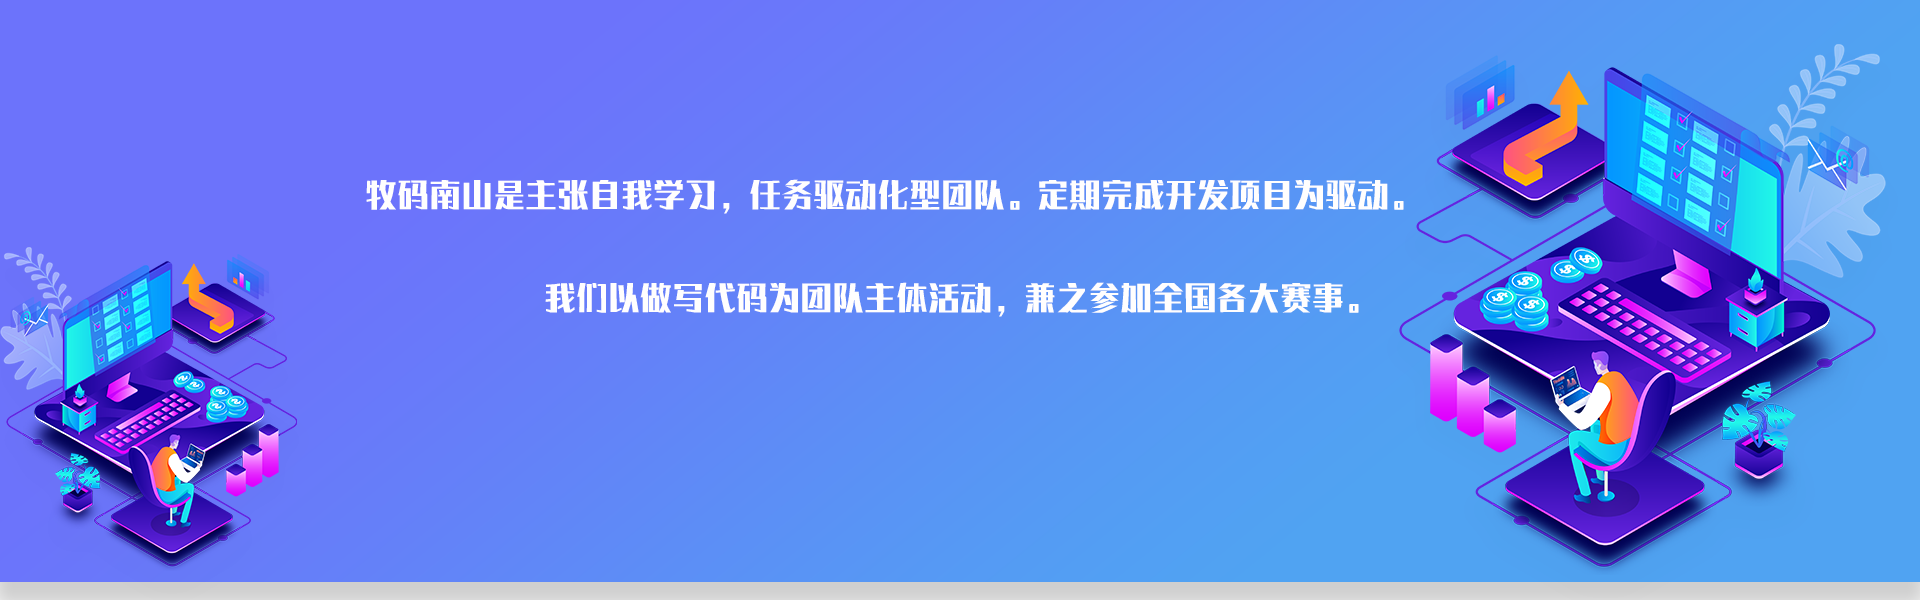 牧码南山是主张自我学习，任务驱动化型团队。定期完成开发项目为驱动。
我们以做写代码为团队主体活动，兼之参加全国各大赛事。